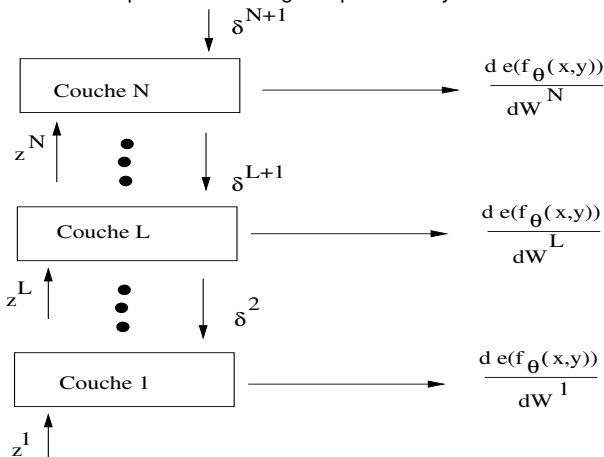 δ^{N+1}
Couche N
d e(f_θ(x,y))
dW^N
z^N
δ^{L+1}
Couche L
d e(f_θ(x,y))
dW^L
z^L
δ^2
Couche 1
d e(f_θ(x,y))
dW^1
z^1